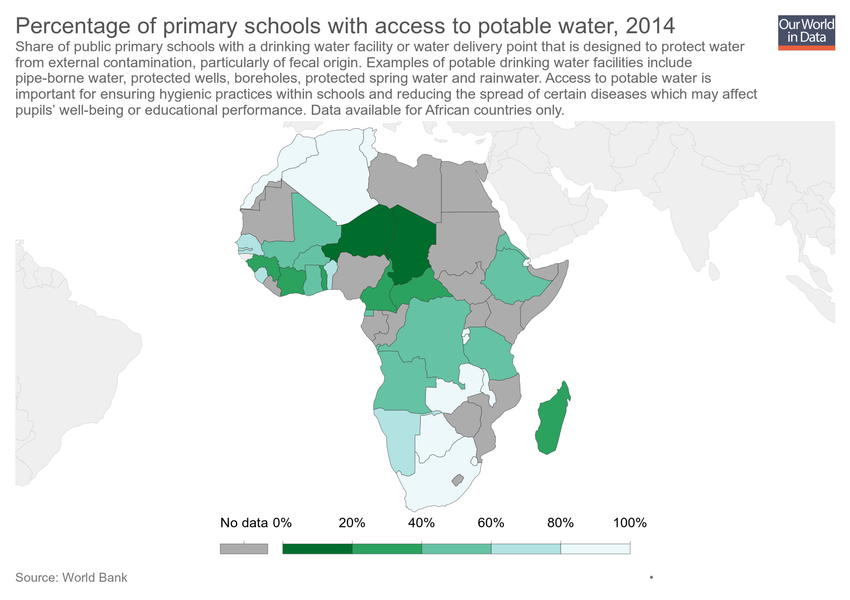 Percentage of primary schools with access to potable water, 2014
Our World
in Data
Share of public primary schools with a drinking water facility or water delivery point that is designed to protect water
from external contamination, particularly of fecal origin. Examples of potable drinking water facilities include
pipe-borne water, protected wells, boreholes, protected spring water and rainwater. Access to potable water is
important for ensuring hygienic practices within schools and reducing the spread of certain diseases which may affect
pupils' well-being or educational performance. Data available for African countries only.
No data 0% 20% 40% 60% 80% 100%
Source: World Bank